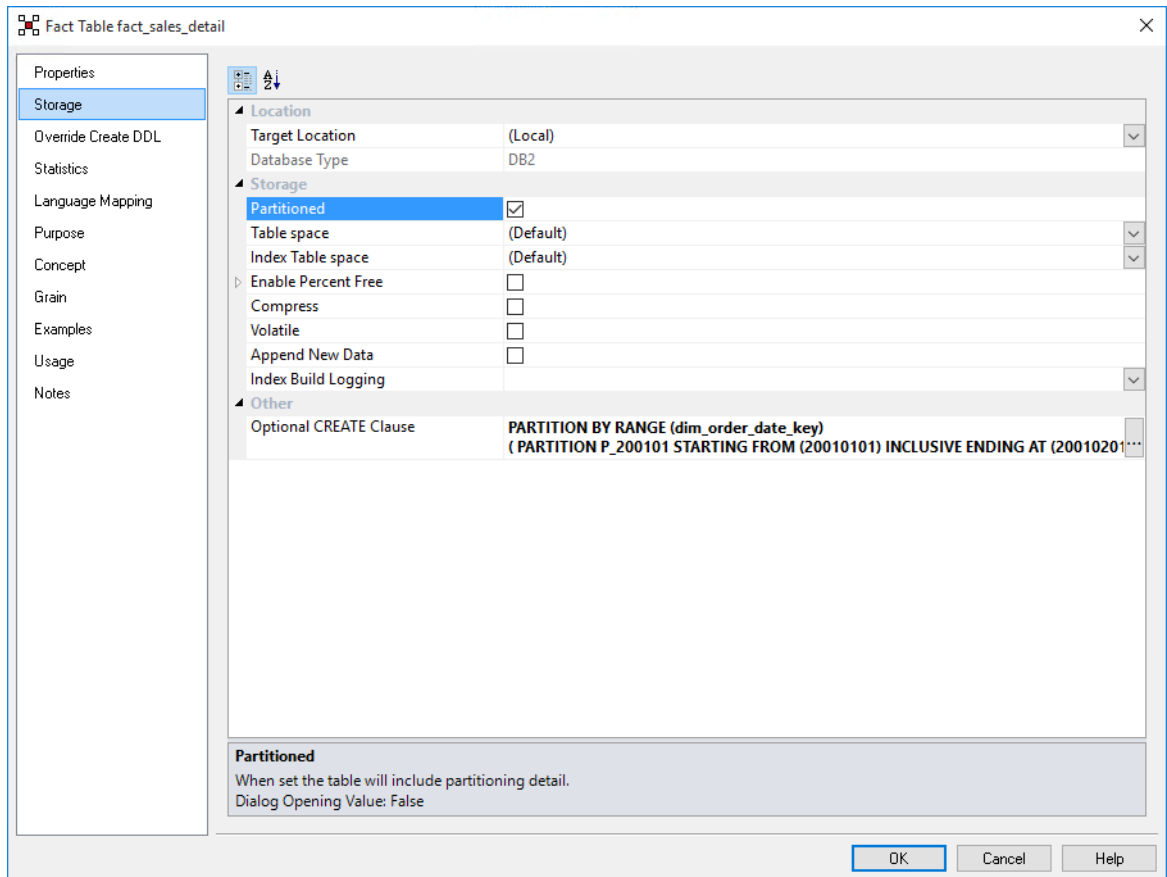 Fact Table fact_sales_detail
Properties
Storage
Override Create DDL
Statistics
Language Mapping
Purpose
Concept
Grain
Examples
Usage
Notes
Location
Target Location (Local)
Database Type DB2
Storage
Partitioned
Table space (Default)
Index Table space (Default)
Enable Percent Free
Compress
Volatile
Append New Data
Index Build Logging
Other
Optional CREATE Clause PARTITION BY RANGE (dim_order_date_key)
( PARTITION P_200101 STARTING FROM (20010101) INCLUSIVE ENDING AT (20010201 ...
Partitioned
When set the table will include partitioning detail.
Dialog Opening Value: False
OK Cancel Help